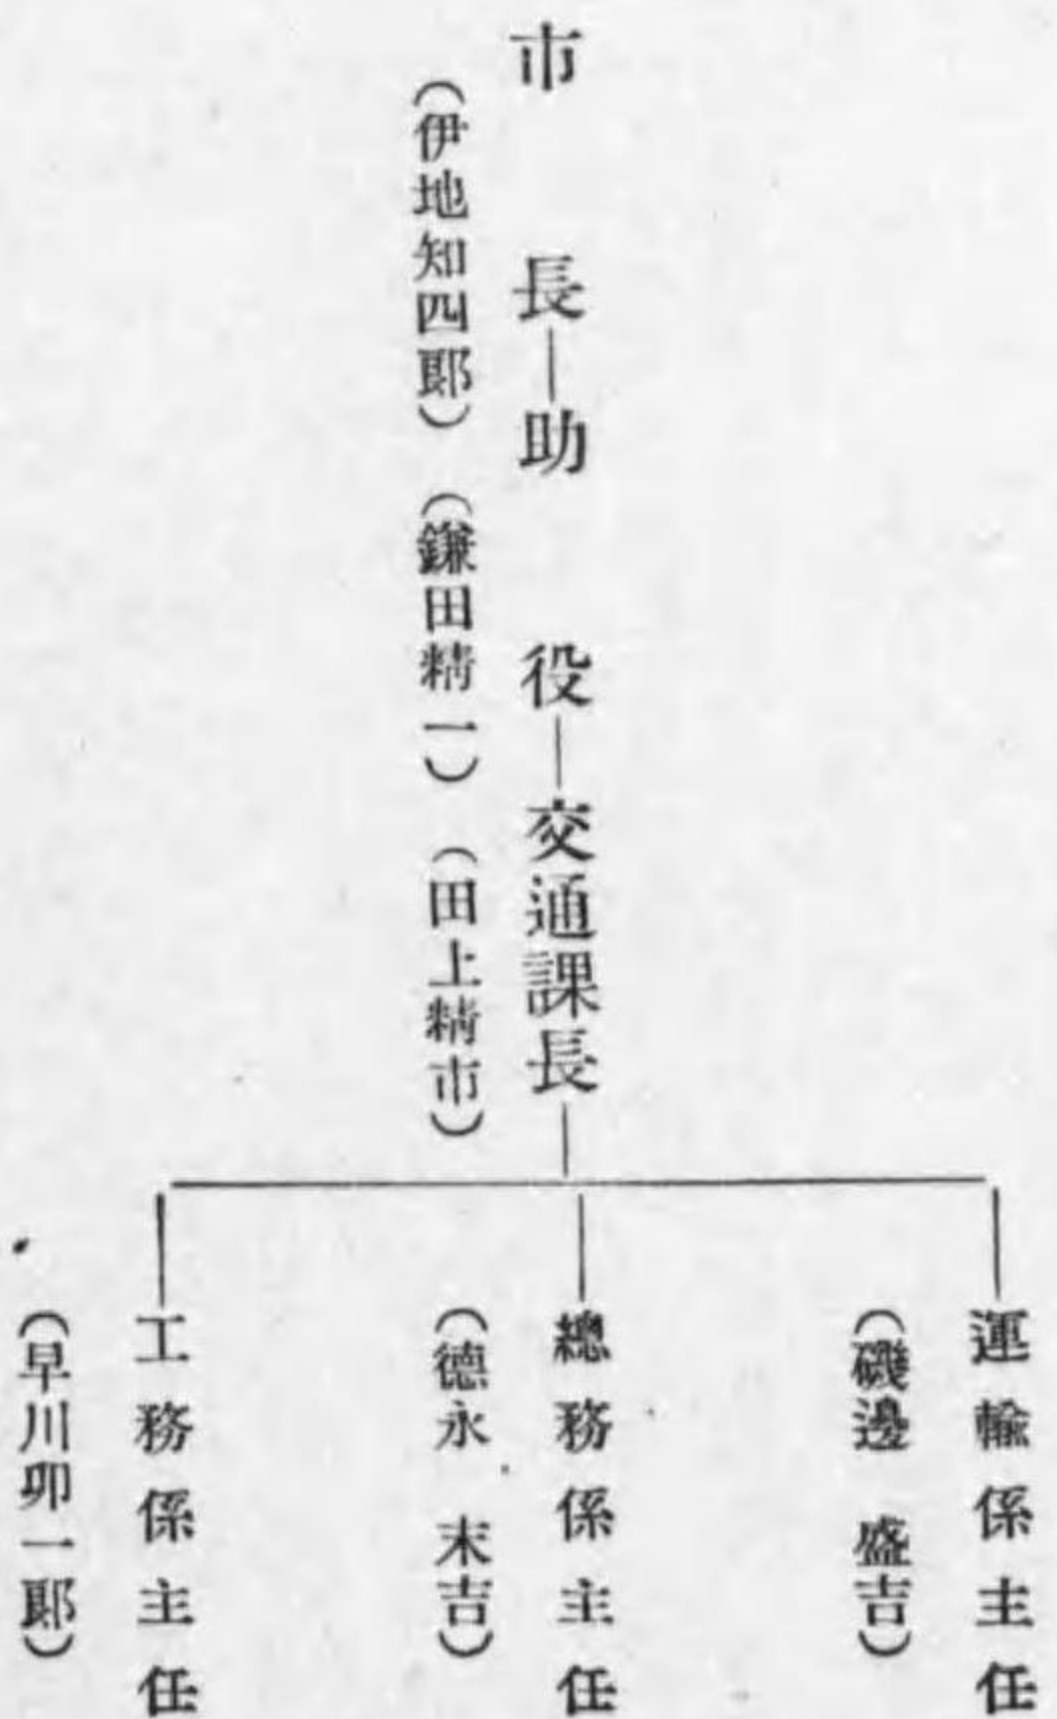 運輸係主任
(磯邊 盛吉)
市長―助役―交通課長
(伊地知四郎) (鎌田精一) (田上精市)
總務係主任
(德永 末吉)
工務係主任
(早川卯一郎)